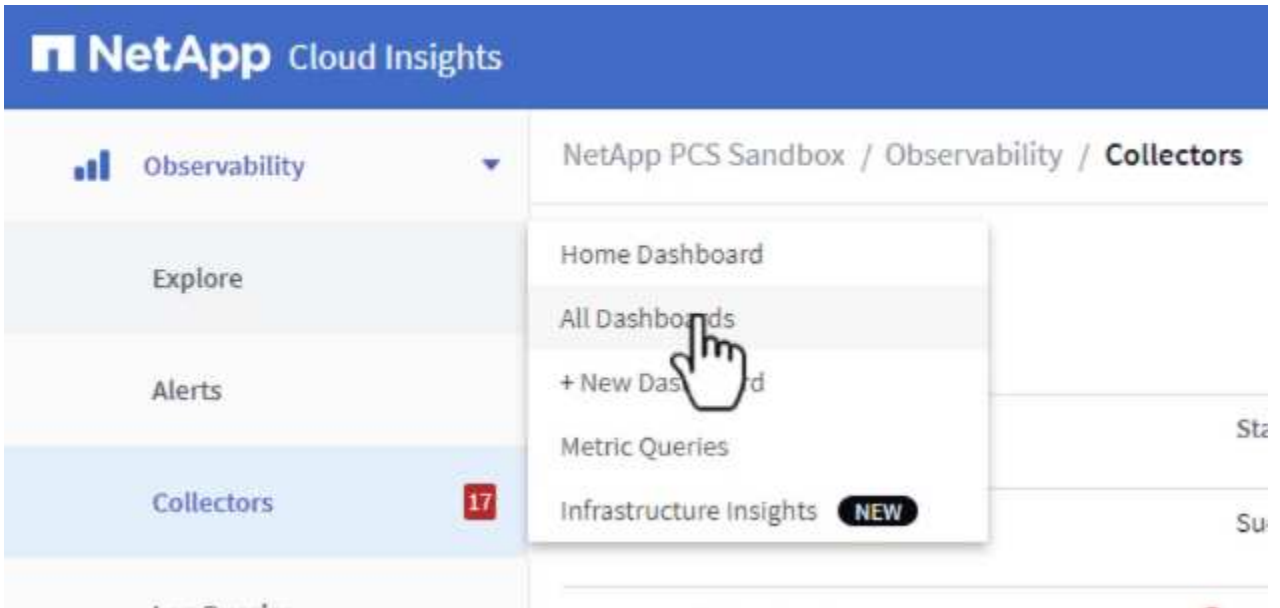 NetApp Cloud Insights
Observability
NetApp PCS Sandbox / Observability / Collectors
Explore
Home Dashboard
All Dashboards
+ New Dashboard
Metric Queries
Infrastructure Insights NEW
Alerts
Collectors 17